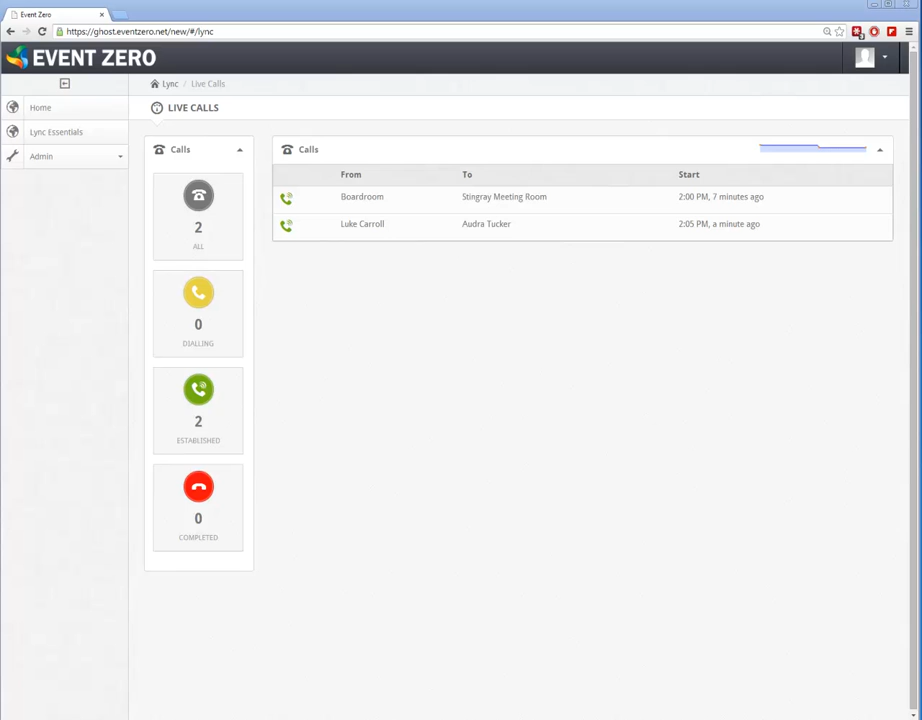 Event Zero
https://ghost.eventzero.net/new/#/lync
EVENT ZERO
Lync / Live Calls
Home
LIVE CALLS
Lync Essentials
Admin
Calls
2
ALL
0
DIALLING
2
ESTABLISHED
0
COMPLETED
Calls
From To Start
Boardroom Stingray Meeting Room 2:00 PM, 7 minutes ago
Luke Carroll Audra Tucker 2:05 PM, a minute ago